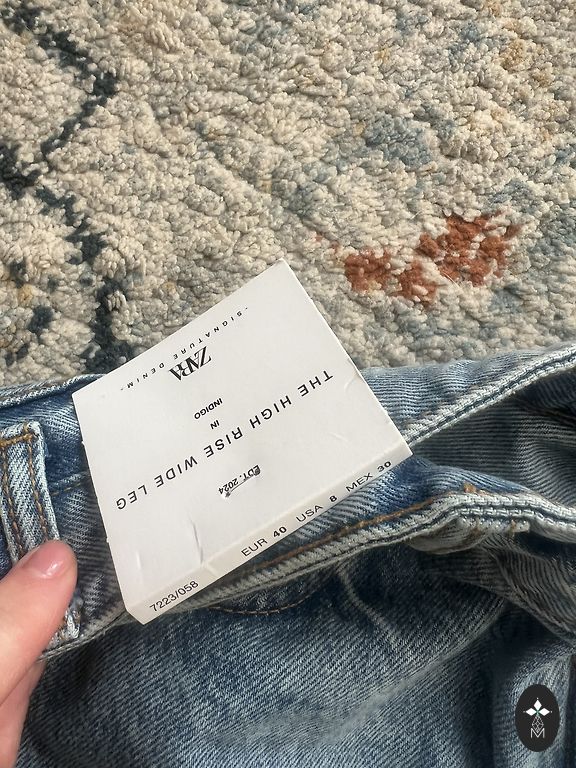 ZARA
-SIGNATURE DENIM-
THE HIGH RISE WIDE LEG
IN
INDIGO
EDT. 2024
7223/058 EUR 40 USA 8 MEX 30
M